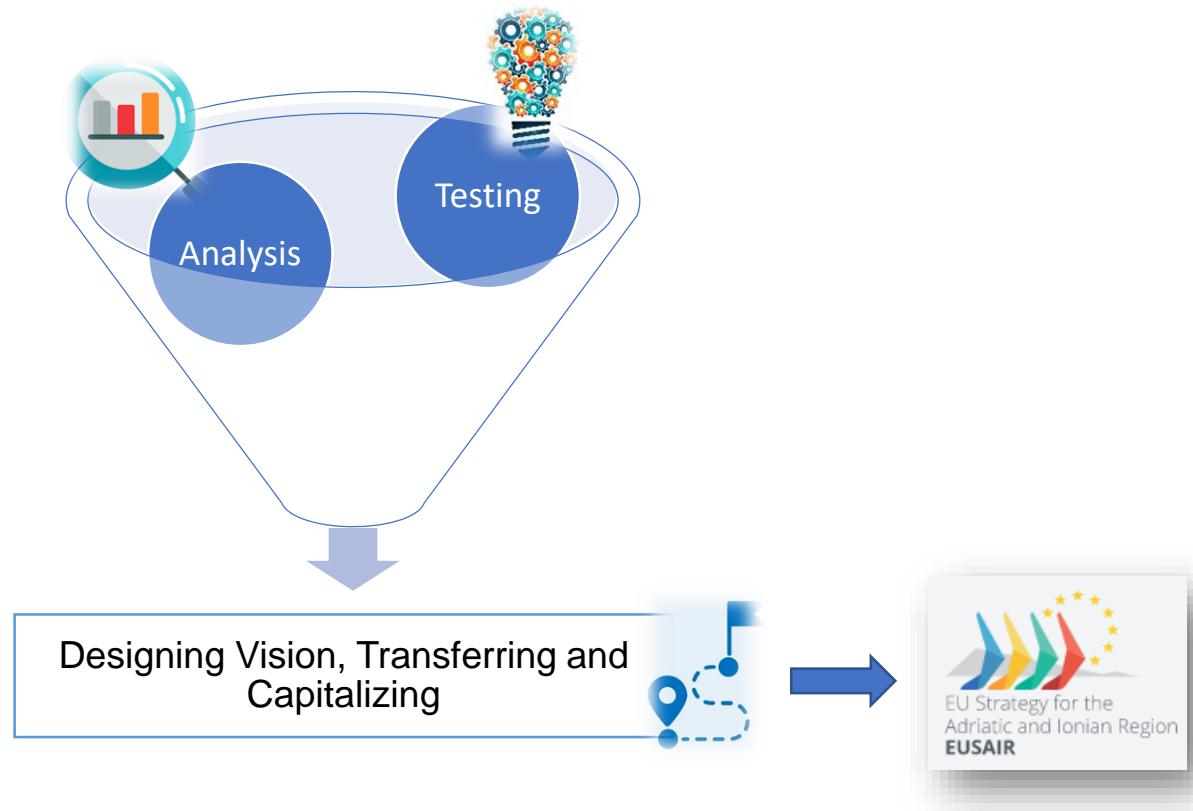 Testing
Analysis
Designing Vision, Transferring and
Capitalizing
EU Strategy for the
Adriatic and Ionian Region
EUSAIR